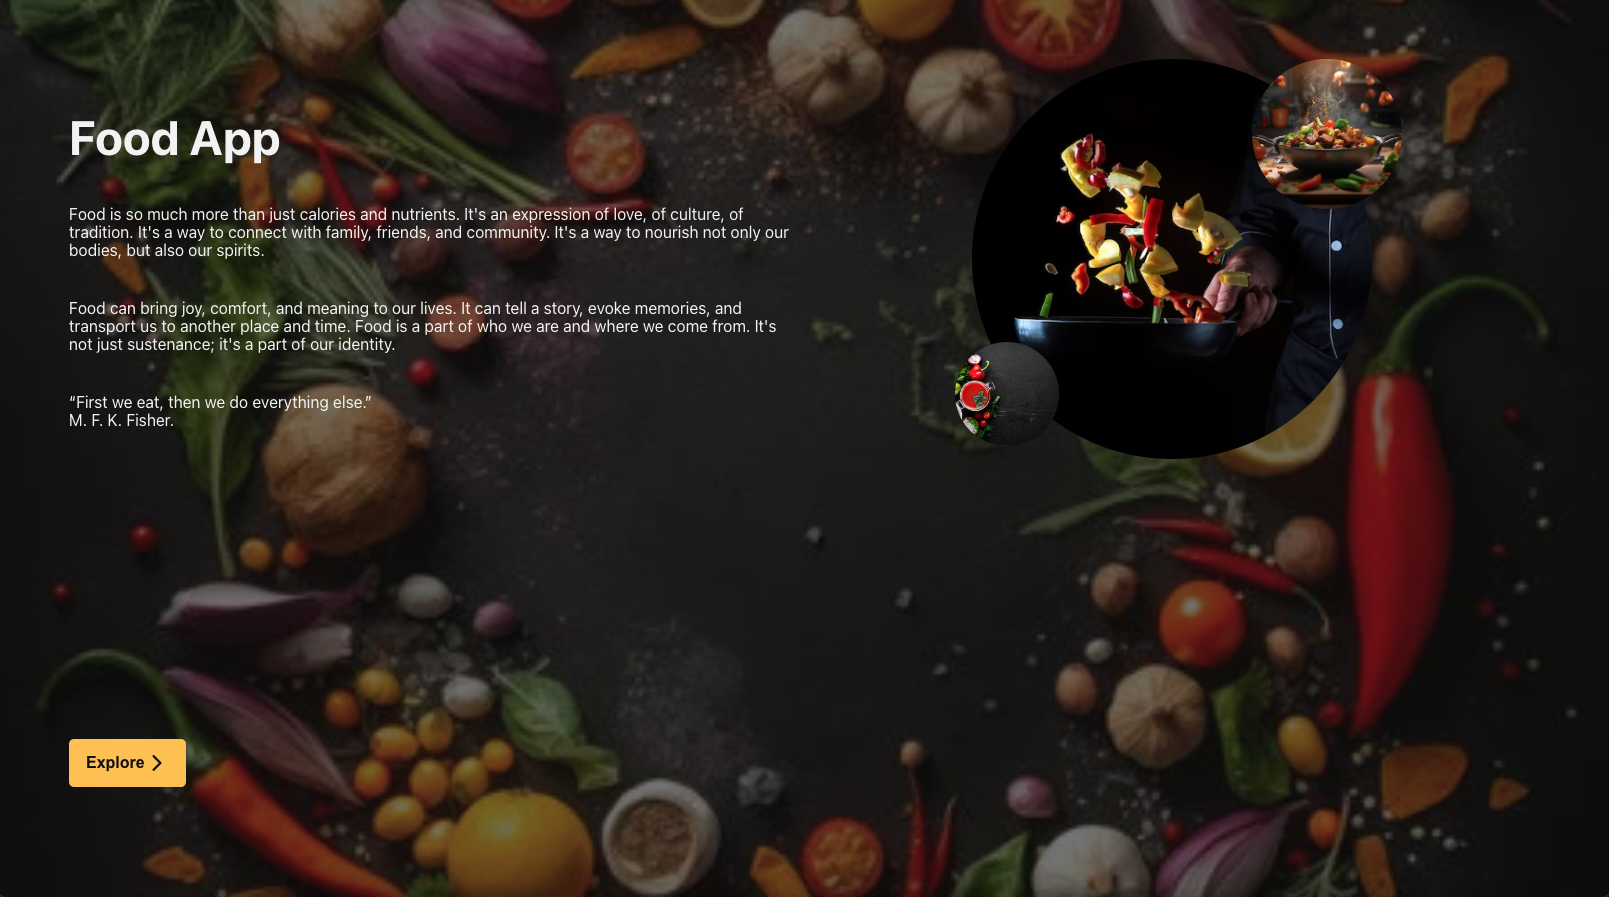 Food App
Food is so much more than just calories and nutrients. It's an expression of love, of culture, of
tradition. It's a way to connect with family, friends, and community. It's a way to nourish not only our
bodies, but also our spirits.
Food can bring joy, comfort, and meaning to our lives. It can tell a story, evoke memories, and
transport us to another place and time. Food is a part of who we are and where we come from. It's
not just sustenance; it's a part of our identity.
“First we eat, then we do everything else.”
M. F. K. Fisher.
Explore